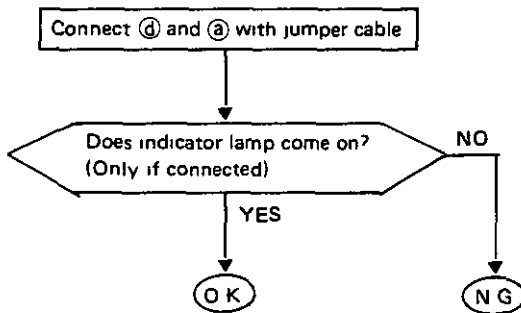 Connect ⓓ and ⓐ with jumper cable
Does indicator lamp come on?
(Only if connected)
NO
YES
OK
NG